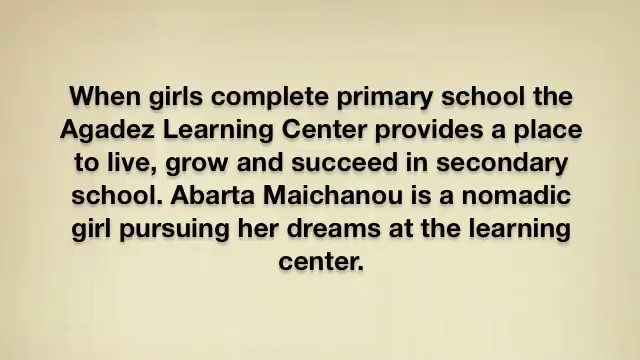 When girls complete primary school the
Agadez Learning Center provides a place
to live, grow and succeed in secondary
school. Abarta Maichanou is a nomadic
girl pursuing her dreams at the learning
center.